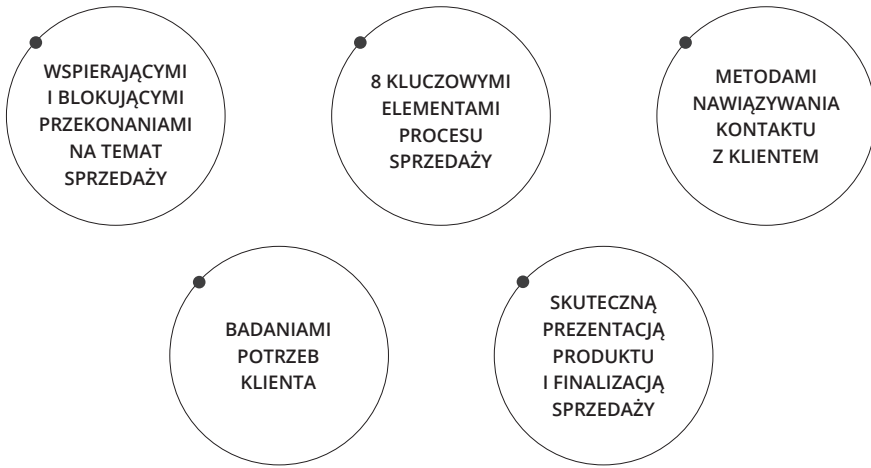 WSPIERAJĄCYMI
I BLOKUJĄCYMI
PRZEKONANIAMI
NA TEMAT
SPRZEDAŻY
8 KLUCZOWYMI
ELEMENTAMI
PROCESU
SPRZEDAŻY
METODAMI
NAWIĄZYWANIA
KONTAKTU
Z KLIENTEM
BADANIAMI
POTRZEB
KLIENTA
SKUTECZNĄ
PREZENTACJĄ
PRODUKTU
I FINALIZACJĄ
SPRZEDAŻY